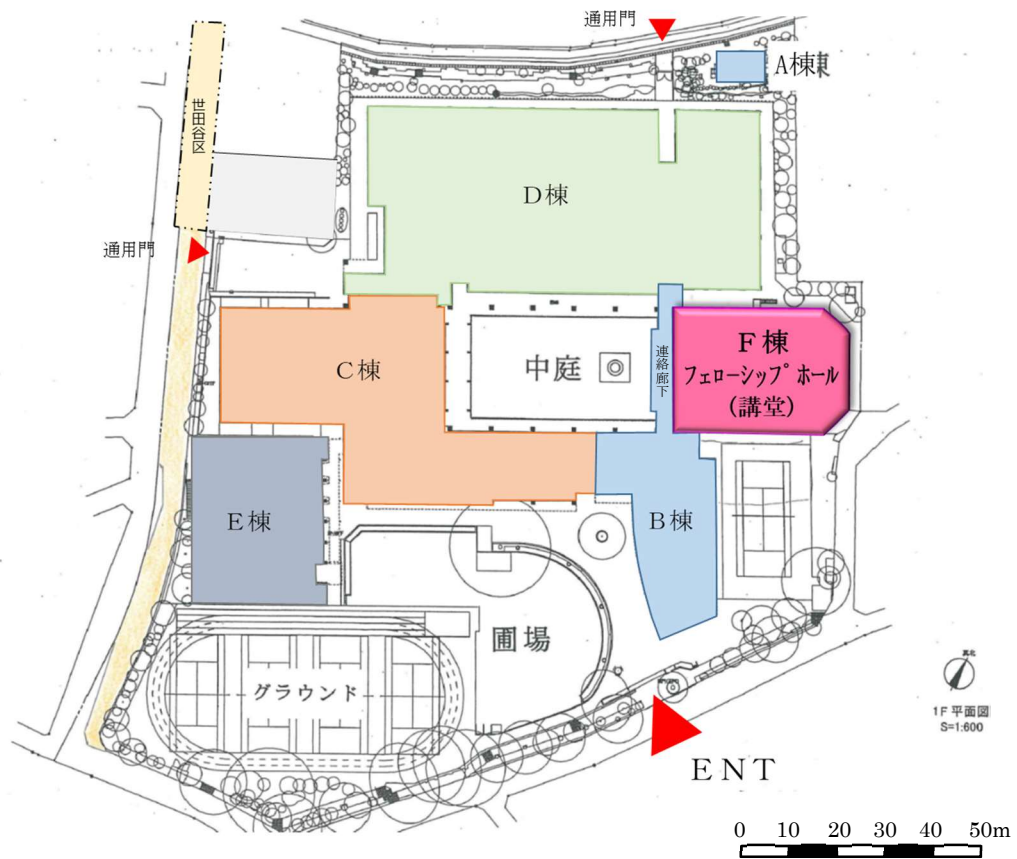 通用門
A棟
世田谷区
D棟
通用門
C棟
中庭
連絡廊下
F棟
フェローシップホール
(講堂)
E棟
B棟
圃場
グラウンド
真北
1F 平面図
S=1:600
ENT
0 10 20 30 40 50m